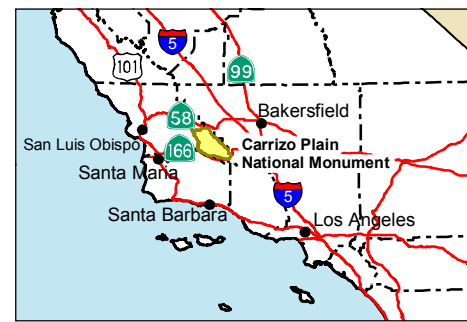 5
101
99
58
Bakersfield
San Luis Obispo
166
Carrizo Plain
National Monument
Santa Maria
5
Santa Barbara
Los Angeles